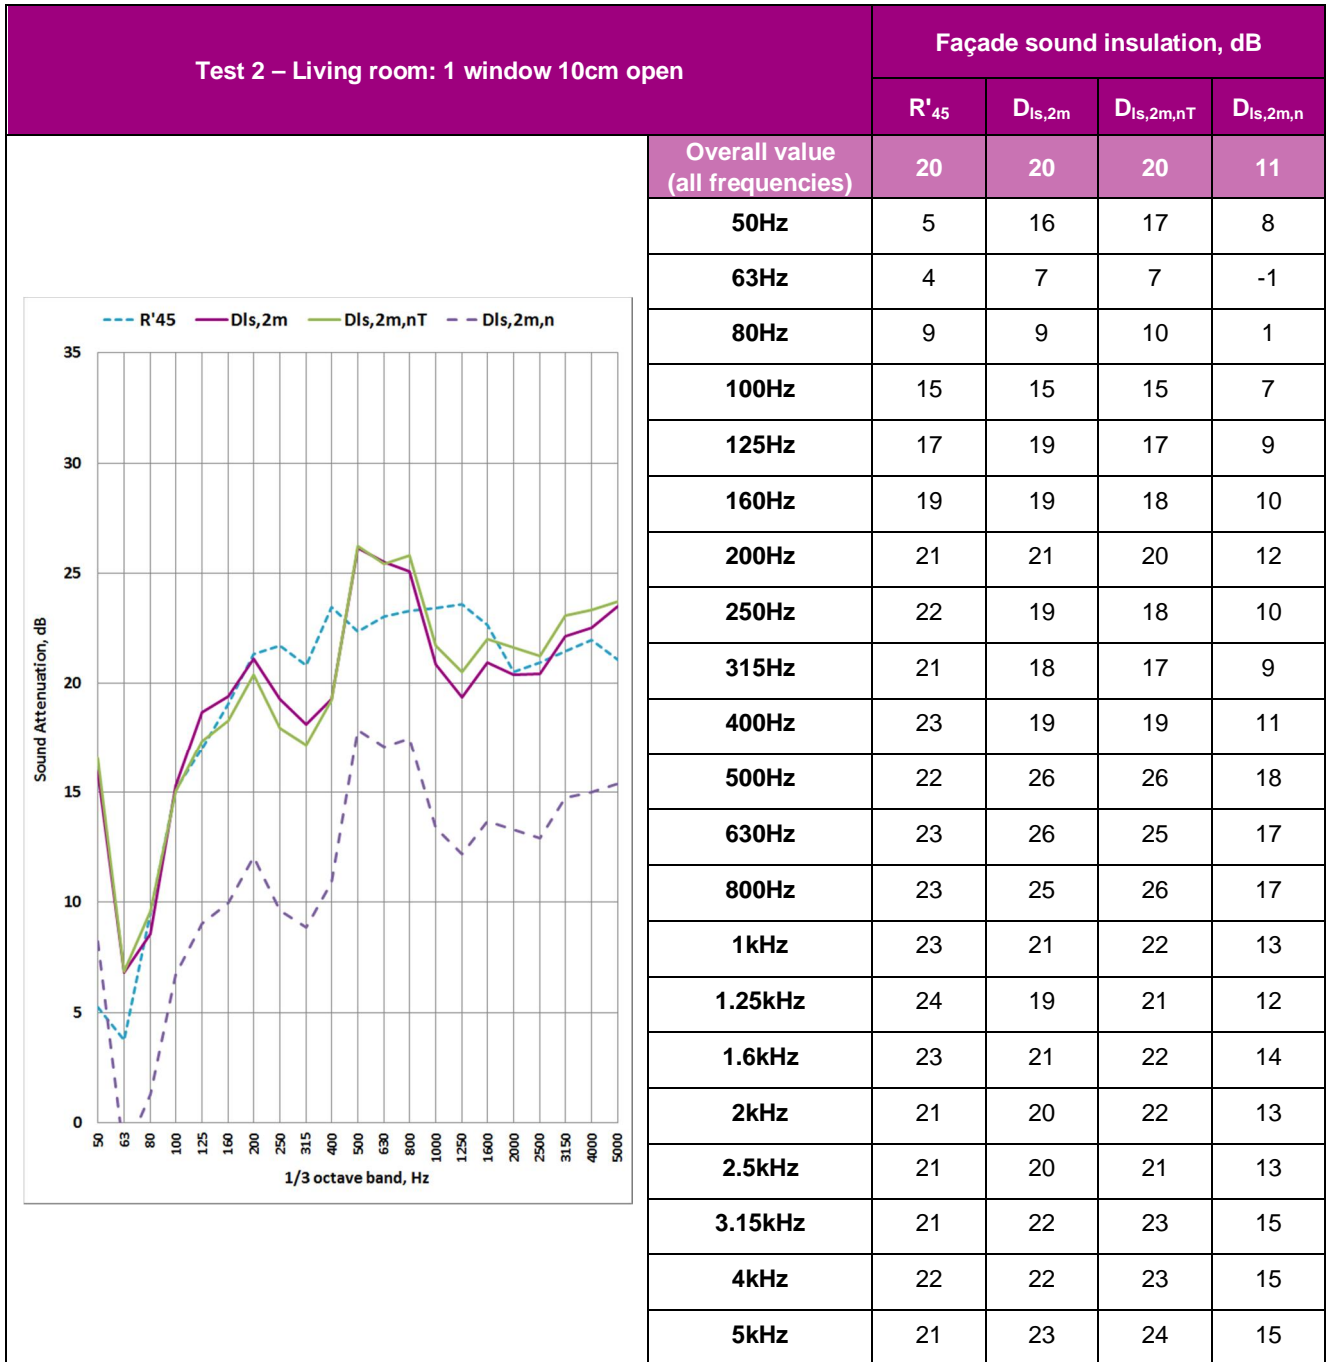 Test 2 – Living room: 1 window 10cm open
Façade sound insulation, dB
R'45 Dls,2m Dls,2m,nT Dls,2m,n
Overall value
(all frequencies) 20 20 20 11
50Hz 5 16 17 8
63Hz 4 7 7 -1
80Hz 9 9 10 1
100Hz 15 15 15 7
125Hz 17 19 17 9
160Hz 19 19 18 10
200Hz 21 21 20 12
250Hz 22 19 18 10
315Hz 21 18 17 9
400Hz 23 19 19 11
500Hz 22 26 26 18
630Hz 23 26 25 17
800Hz 23 25 26 17
1kHz 23 21 22 13
1.25kHz 24 19 21 12
1.6kHz 23 21 22 14
2kHz 21 20 22 13
2.5kHz 21 20 21 13
3.15kHz 21 22 23 15
4kHz 22 22 23 15
5kHz 21 23 24 15
R'45 Dls,2m Dls,2m,nT Dls,2m,n
35
30
25
20
15
10
5
0
Sound Attenuation, dB
50 63 80 100 125 160 200 250 315 400 500 630 800 1000 1250 1600 2000 2500 3150 4000 5000
1/3 octave band, Hz